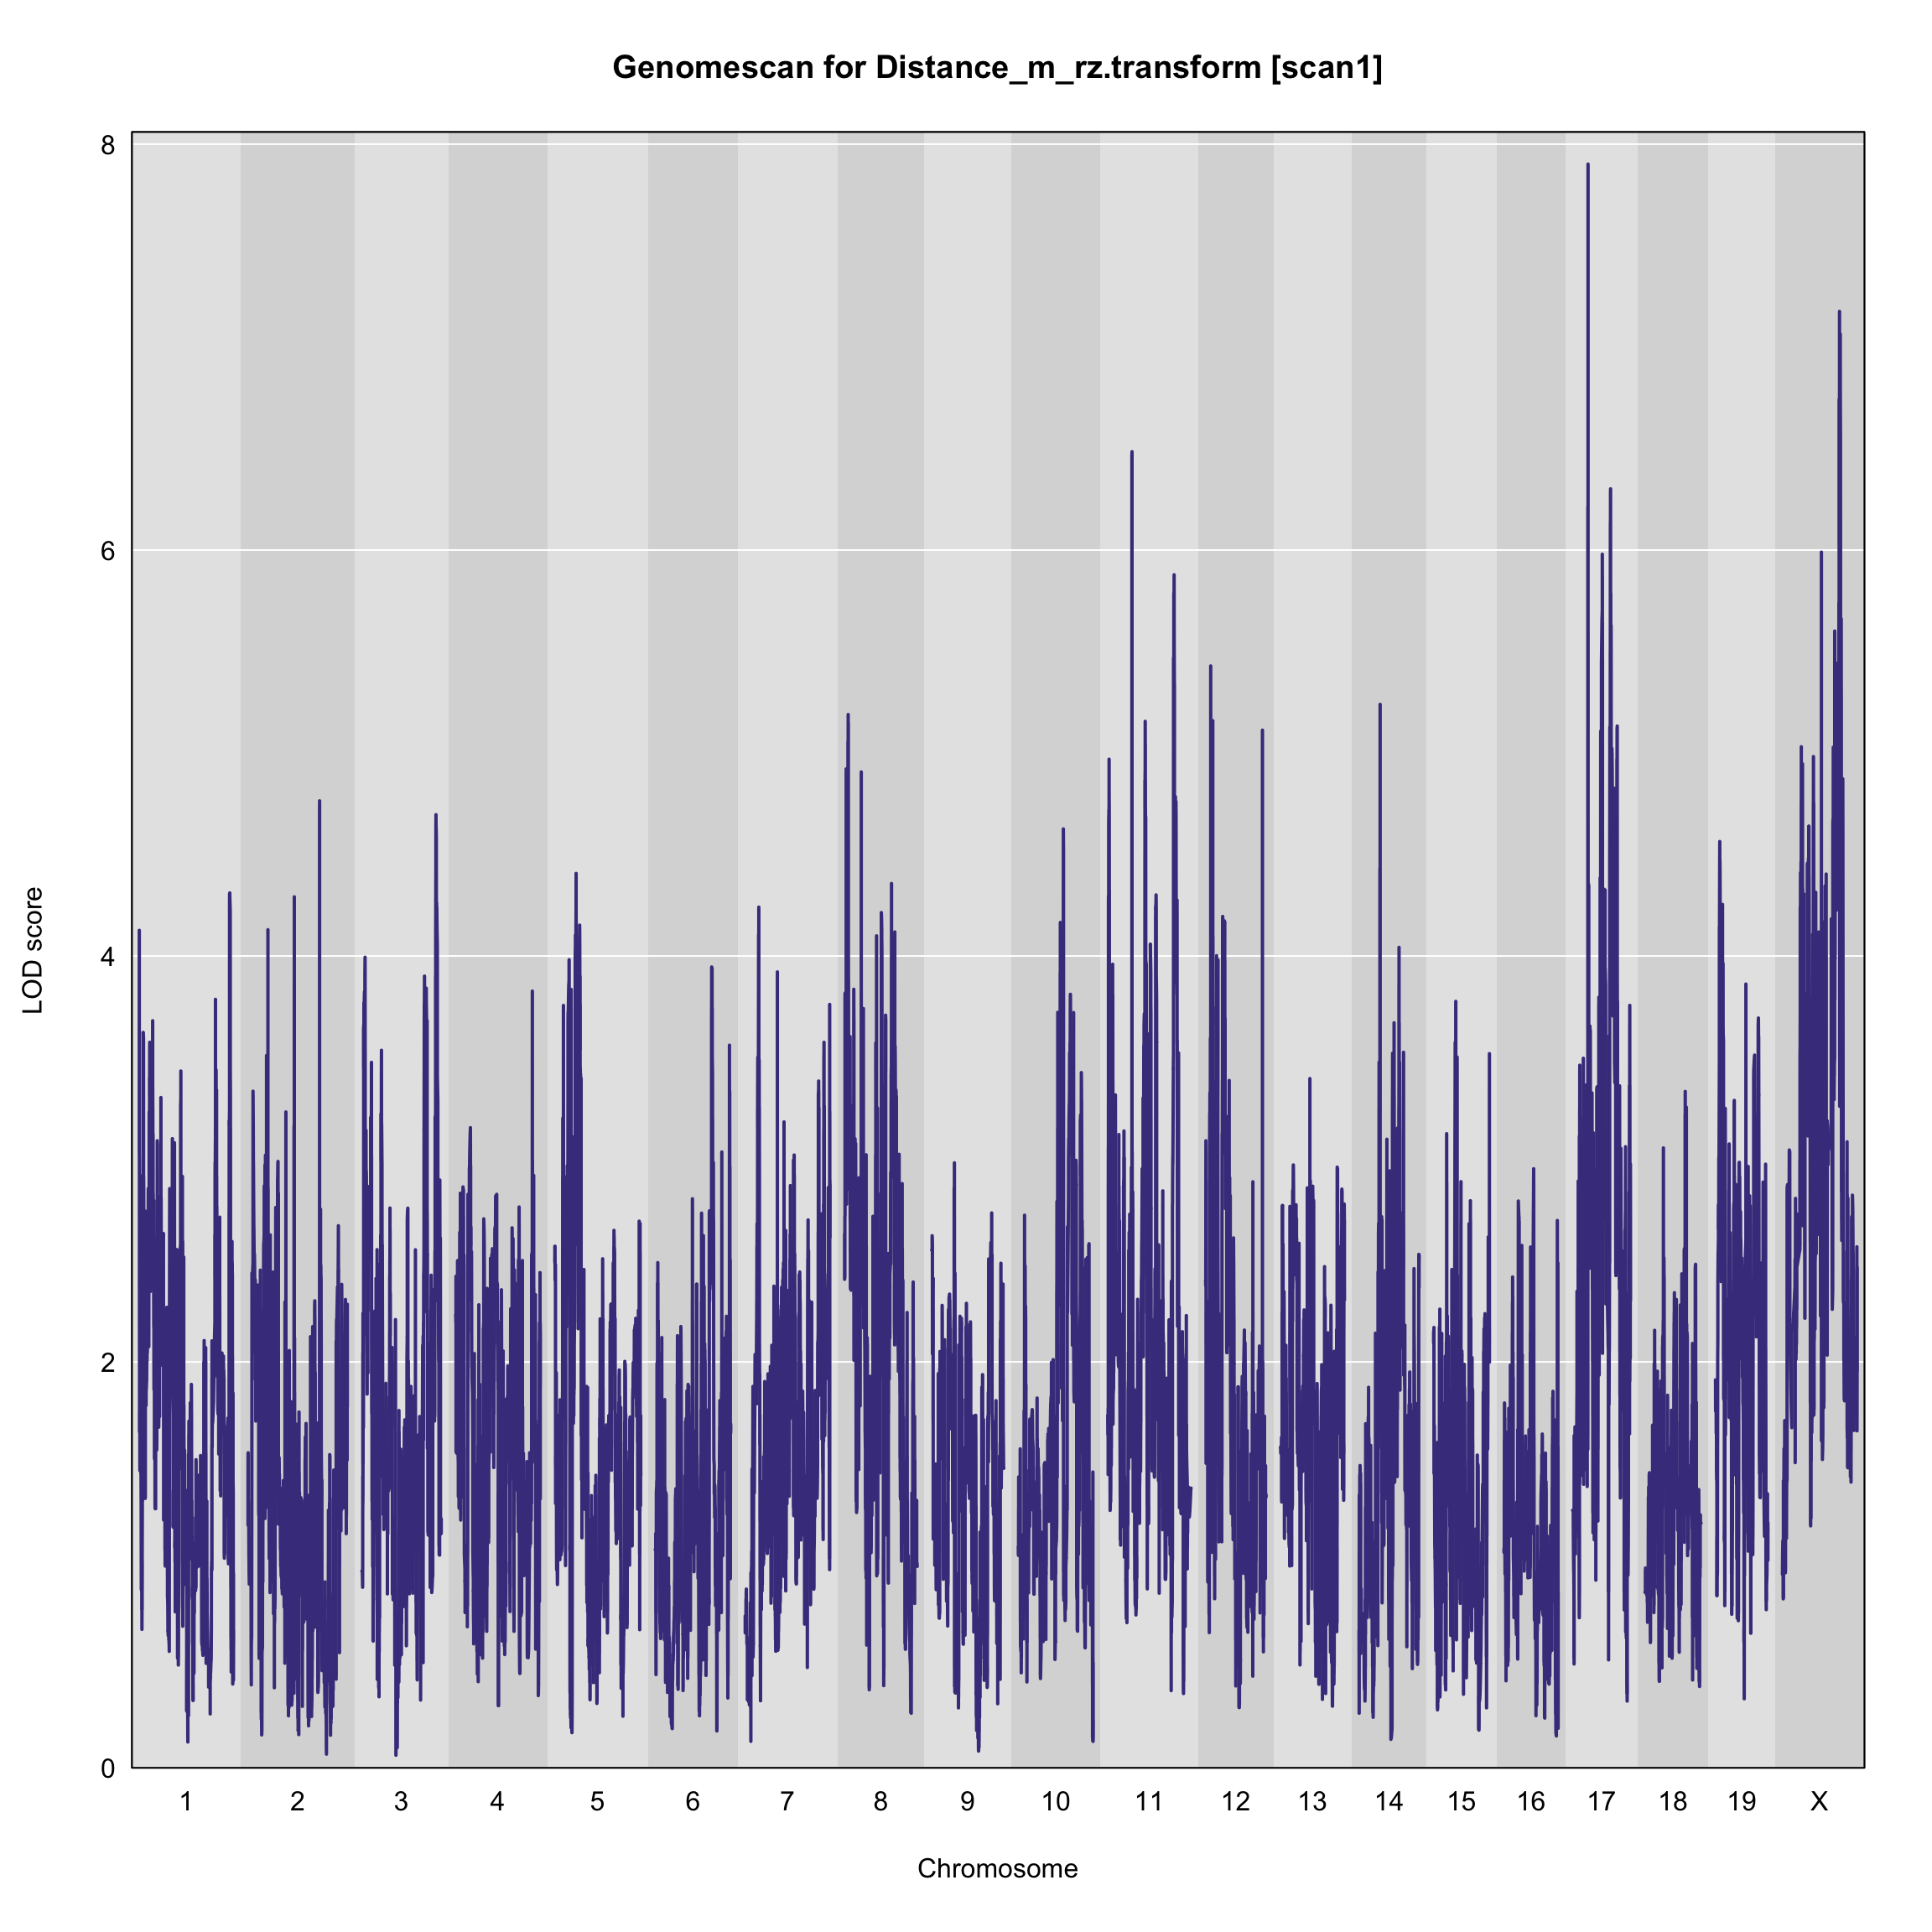 Genomescan for Distance_m_rz.transform [scan1]
8
6
4
2
0
LOD score
1 2 3 4 5 6 7 8 9 10 11 12 13 14 15 16 17 18 19 X
Chromosome